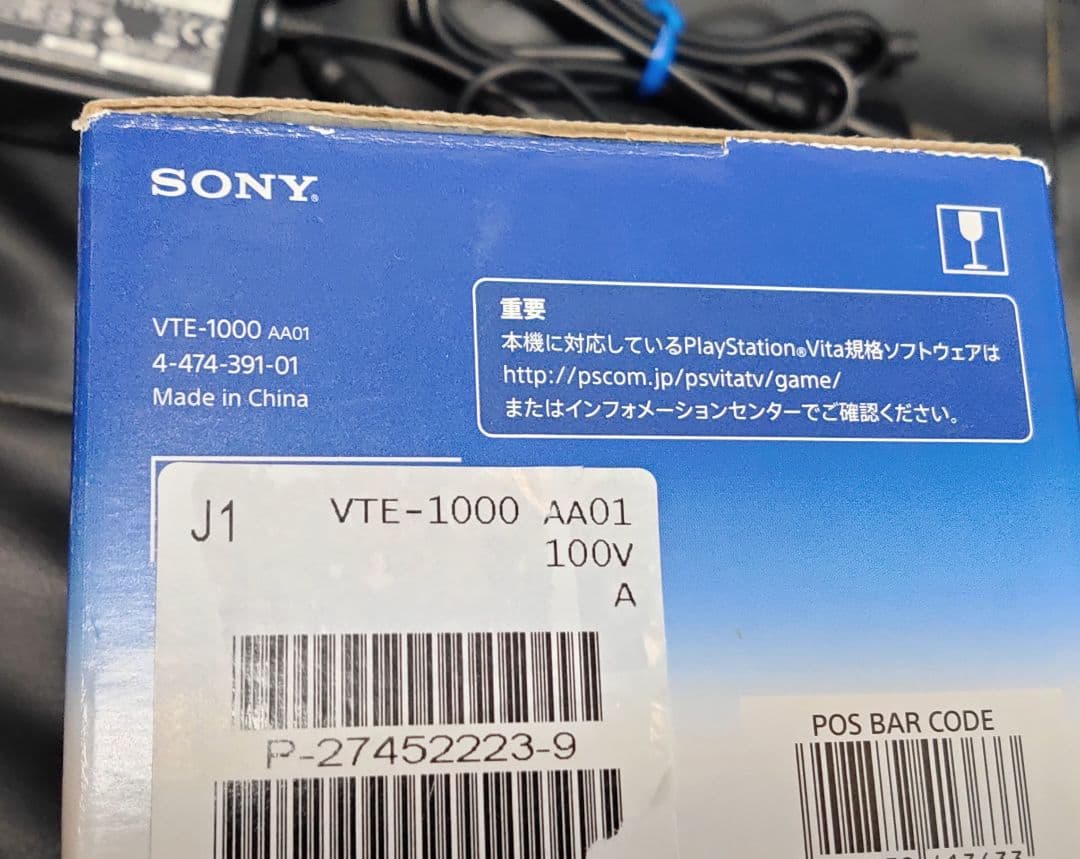 SONY®
VTE-1000 AA01
4-474-391-01
Made in China
重要
本機に対応しているPlayStation®Vita規格ソフトウェアは
http://pscom.jp/psvitatv/game/
またはインフォメーションセンターでご確認ください。
J1
VTE-1000 AA01
100V
A
P-27452223-9
POS BAR CODE